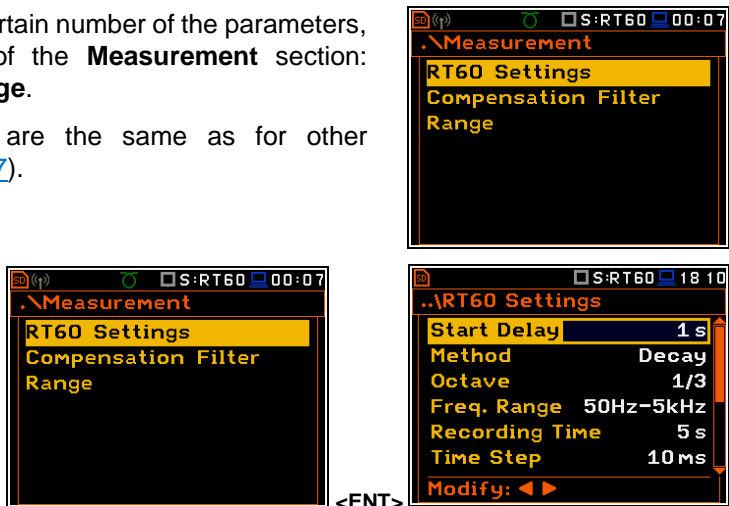 rtain number of the parameters,
of the Measurement section:
ge.
are the same as for other
7).
S:RT60 00:07
.\Measurement
RT60 Settings
Compensation Filter
Range
S:RT60 00:07
.\Measurement
RT60 Settings
Compensation Filter
Range
<ENT>
S:RT60 18 10
..\RT60 Settings
Start Delay 1 s
Method Decay
Octave 1/3
Freq. Range 50Hz-5kHz
Recording Time 5 s
Time Step 10 ms
Modify: